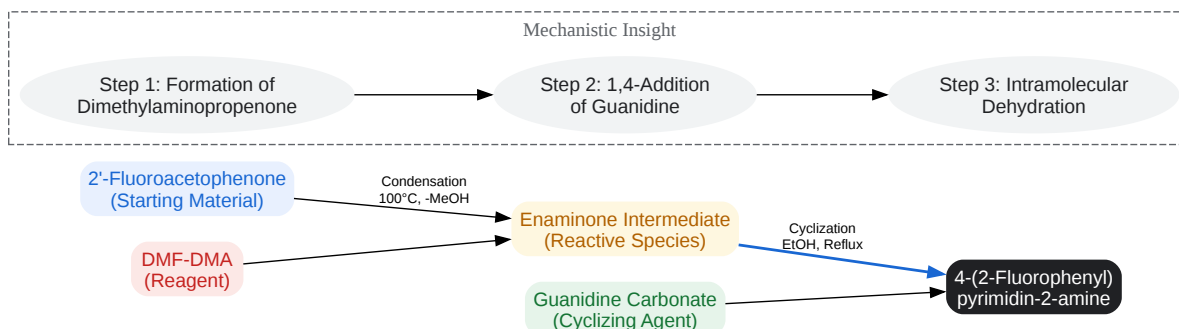 Mechanistic Insight
Step 1: Formation of
Dimethylaminopropenone
Step 2: 1,4-Addition
of Guanidine
Step 3: Intramolecular
Dehydration
2'-Fluoroacetophenone
(Starting Material)
Condensation
100°C, -MeOH
DMF-DMA
(Reagent)
Enaminone Intermediate
(Reactive Species)
Cyclization
EtOH, Reflux
Guanidine Carbonate
(Cyclizing Agent)
4-(2-Fluorophenyl)
pyrimidin-2-amine